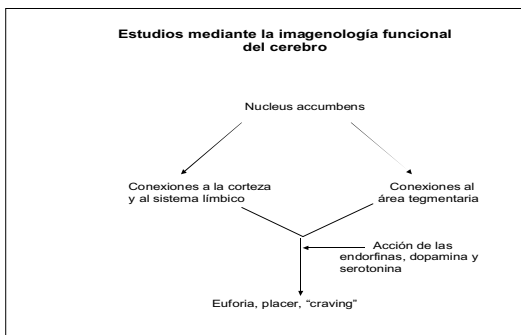 Estudios mediante la imagenología funcional
del cerebro
Nucleus accumbens
Conexiones a la corteza
y al sistema límbico
Conexiones al
área tegmentaria
Acción de las
endorfinas, dopamina y
serotonina
Euforia, placer, “craving”